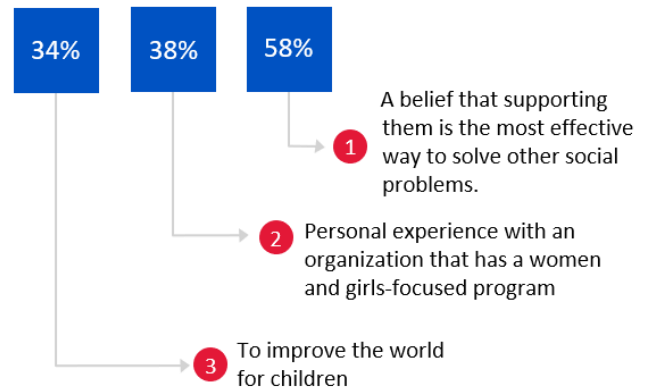 34%
38%
58%
1
A belief that supporting
them is the most effective
way to solve other social
problems.
2
Personal experience with an
organization that has a women
and girls-focused program
3
To improve the world
for children